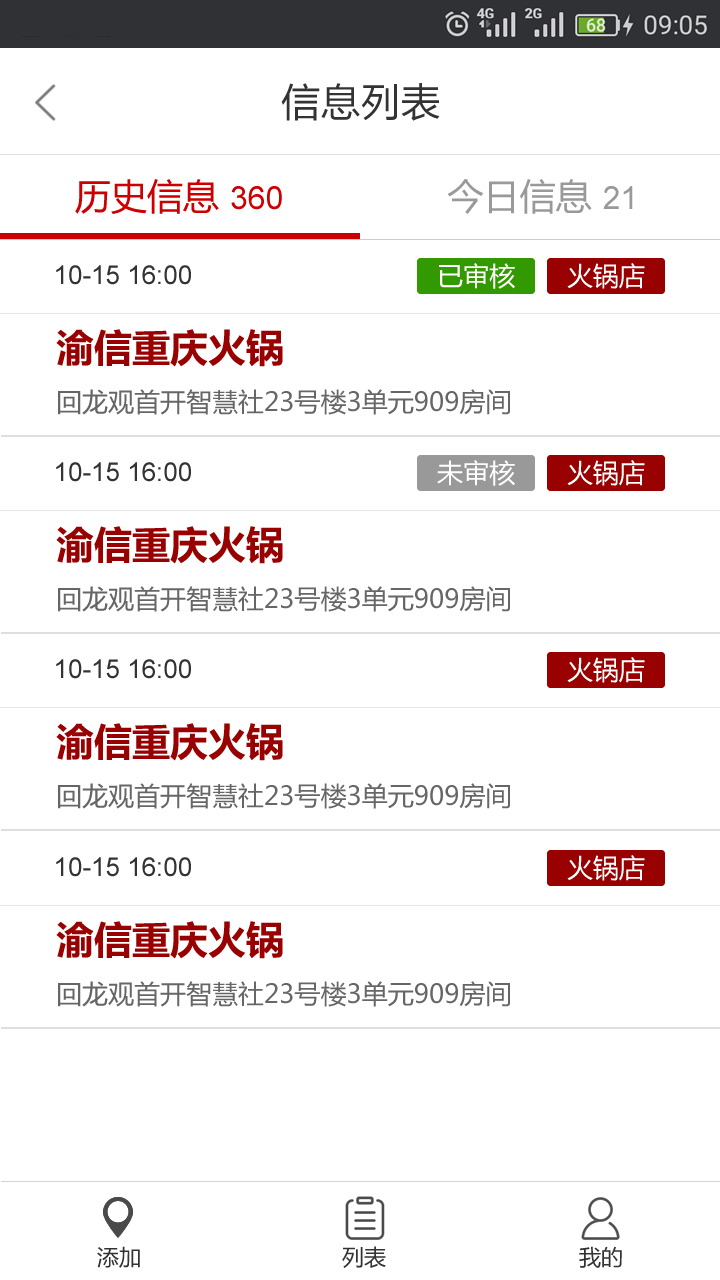 4G 2G 68 09:05
信息列表
历史信息 360 今日信息 21
10-15 16:00 已审核 火锅店
渝信重庆火锅
回龙观首开智慧社23号楼3单元909房间
10-15 16:00 未审核 火锅店
渝信重庆火锅
回龙观首开智慧社23号楼3单元909房间
10-15 16:00 火锅店
渝信重庆火锅
回龙观首开智慧社23号楼3单元909房间
10-15 16:00 火锅店
渝信重庆火锅
回龙观首开智慧社23号楼3单元909房间
添加 列表 我的